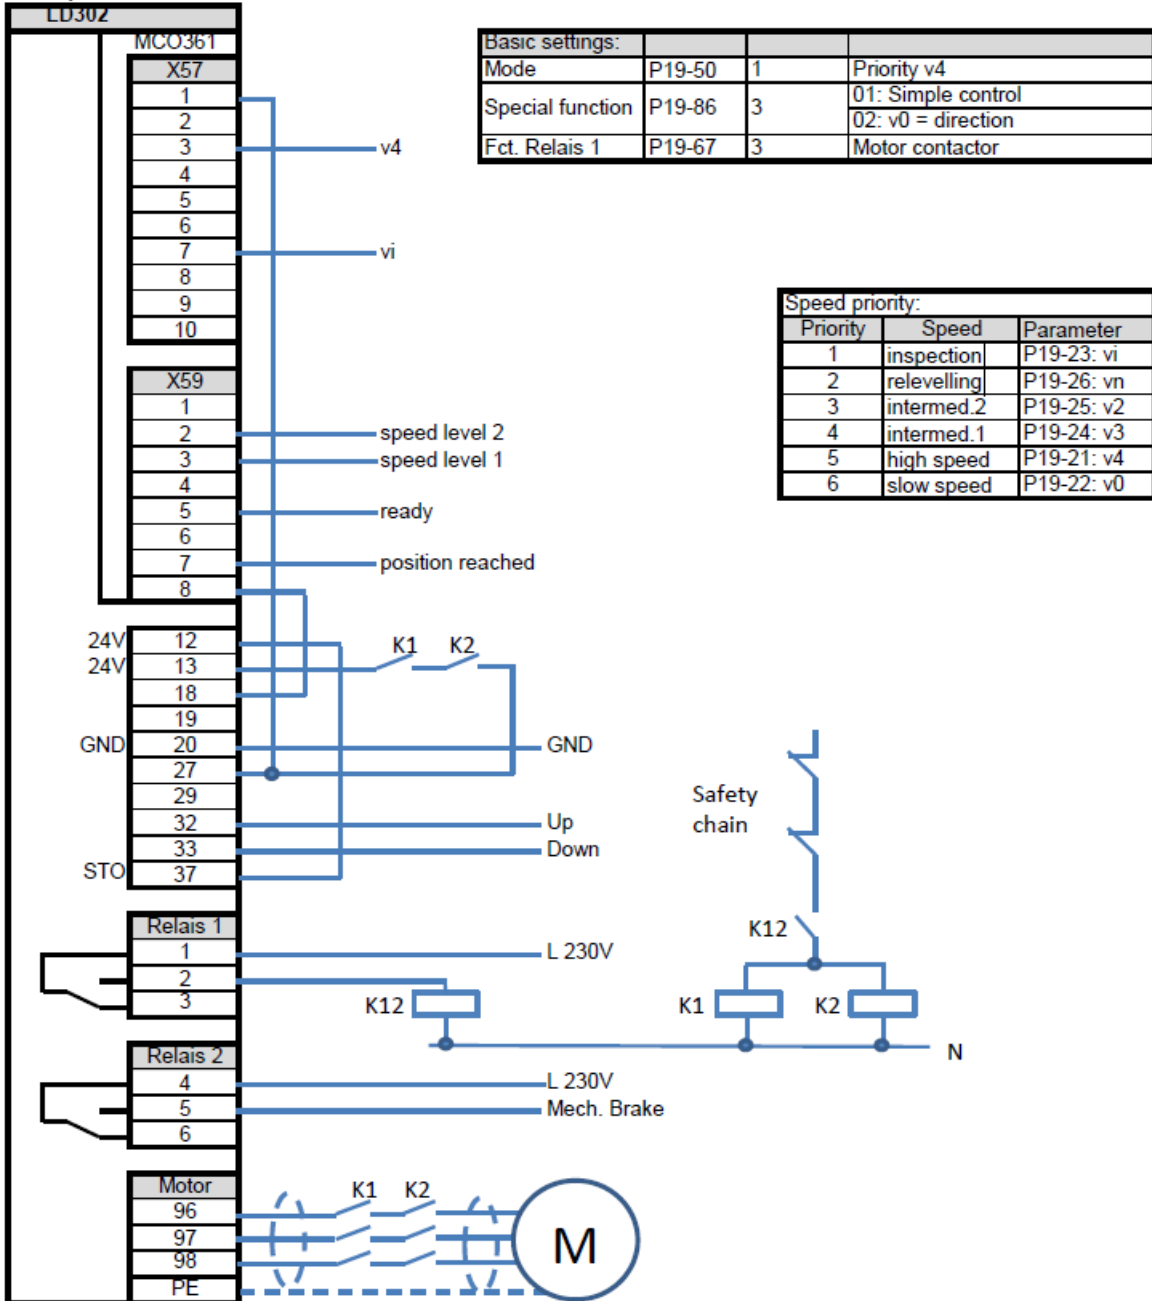 LD302
MCO361
X57
1
2
3
v4
4
5
6
7
vi
8
9
10
Basic settings:
Mode P19-50 1 Priority v4
Special function P19-86 3 01: Simple control
02: v0 = direction
Fct. Relais 1 P19-67 3 Motor contactor
Speed priority:
Priority Speed Parameter
1 inspection P19-23: vi
2 relevelling P19-26: vn
3 intermed.2 P19-25: v2
4 intermed.1 P19-24: v3
5 high speed P19-21: v4
6 slow speed P19-22: v0
X59
1
2 speed level 2
3 speed level 1
4
5 ready
6
7 position reached
8
24V 12
K1 K2
24V 13
18
19
GND 20 GND
27
29
32 Up
33 Down
STO 37
Safety
chain
K12
Relais 1
1 L 230V
2
3
K12 K1 K2
N
Relais 2
4 L 230V
5 Mech. Brake
6
Motor
K1 K2
96
97
98
PE
M